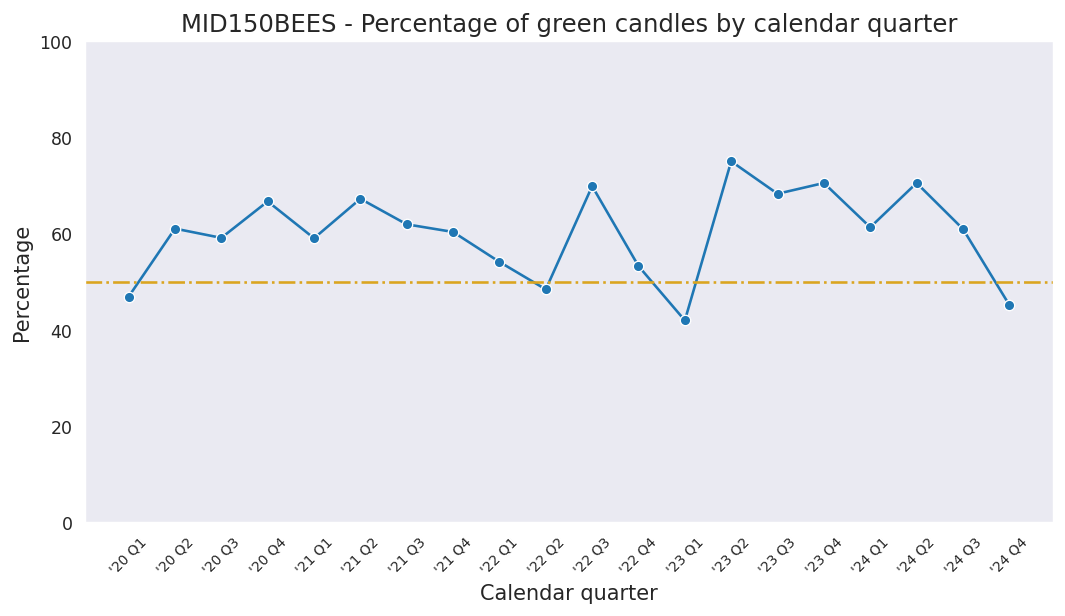 MID150BEES - Percentage of green candles by calendar quarter
100
80
60
40
20
0
Percentage
'20 Q1
'20 Q2
'20 Q3
'20 Q4
'21 Q1
'21 Q2
'21 Q3
'21 Q4
'22 Q1
'22 Q2
'22 Q3
'22 Q4
'23 Q1
'23 Q2
'23 Q3
'23 Q4
'24 Q1
'24 Q2
'24 Q3
'24 Q4
Calendar quarter